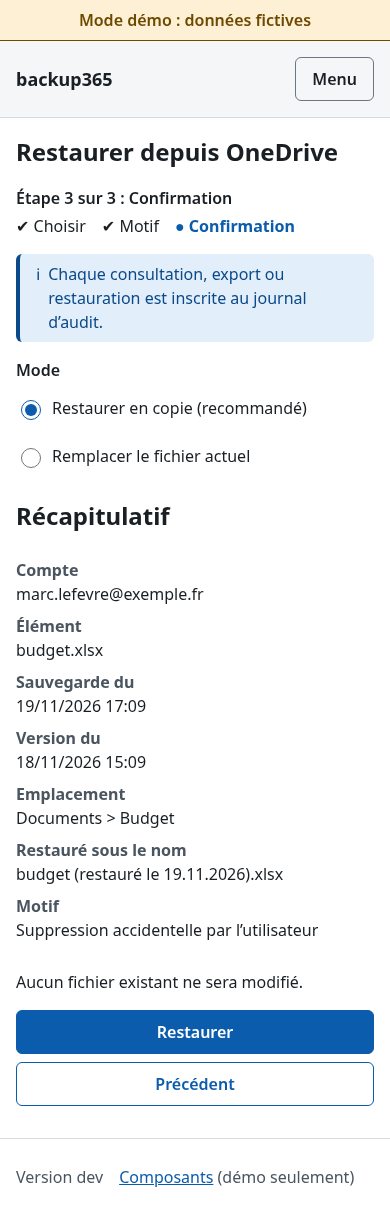 Mode démo : données fictives
backup365
Menu
Restaurer depuis OneDrive
Étape 3 sur 3 : Confirmation
✔ Choisir ✔ Motif ● Confirmation
i Chaque consultation, export ou
restauration est inscrite au journal
d’audit.
Mode
Restaurer en copie (recommandé)
Remplacer le fichier actuel
Récapitulatif
Compte
marc.lefevre@exemple.fr
Élément
budget.xlsx
Sauvegarde du
19/11/2026 17:09
Version du
18/11/2026 15:09
Emplacement
Documents > Budget
Restauré sous le nom
budget (restauré le 19.11.2026).xlsx
Motif
Suppression accidentelle par l’utilisateur
Aucun fichier existant ne sera modifié.
Restaurer
Précédent
Version dev Composants (démo seulement)